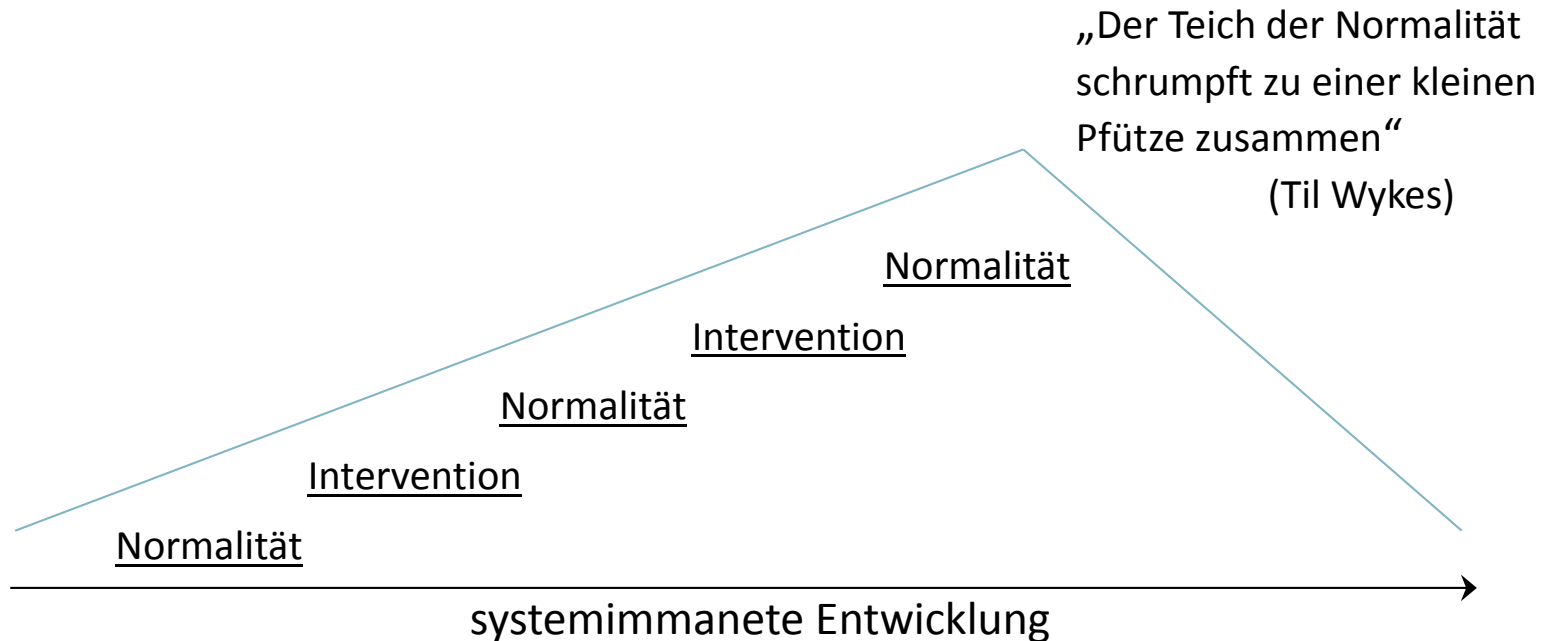 „Der Teich der Normalität
schrumpft zu einer kleinen
Pfütze zusammen“
(Til Wykes)
Normalität
Intervention
Normalität
Intervention
Normalität
systemimmanete Entwicklung